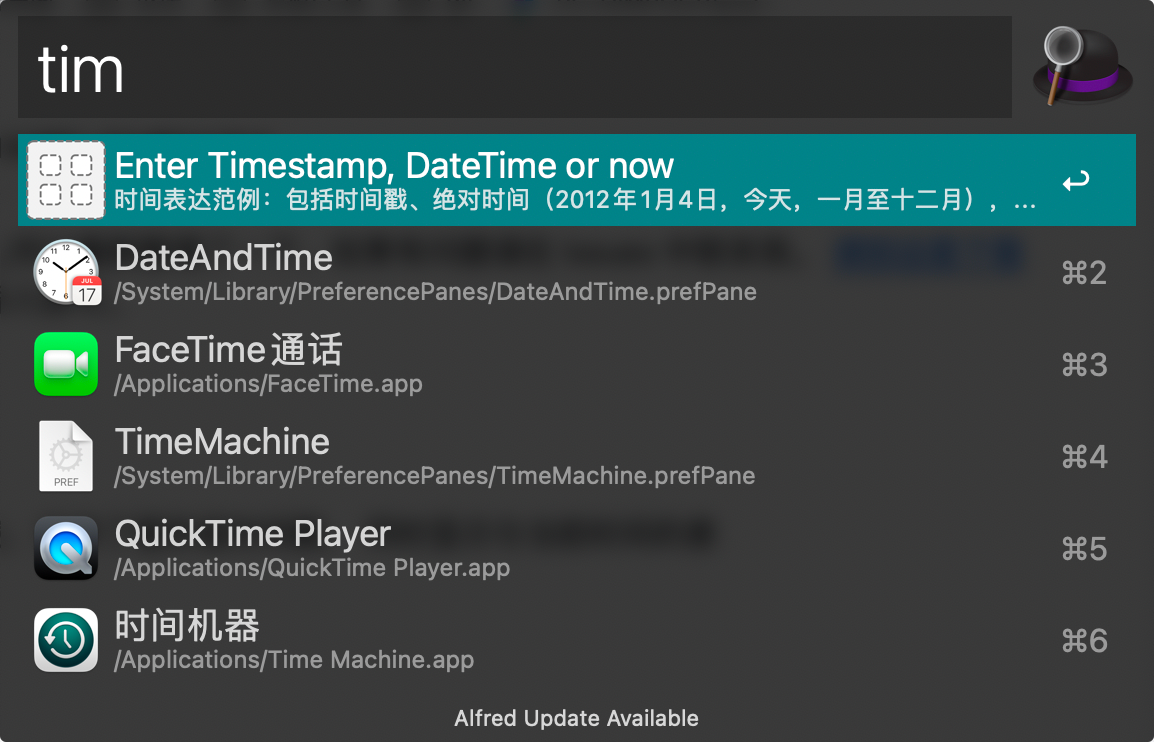 tim
Enter Timestamp, DateTime or now
时间表达范例：包括时间戳、绝对时间（2012年1月4日，今天，一月至十二月），...
DateAndTime
/System/Library/PreferencePanes/DateAndTime.prefPane
⌘2
FaceTime通话
/Applications/FaceTime.app
⌘3
TimeMachine
/System/Library/PreferencePanes/TimeMachine.prefPane
⌘4
QuickTime Player
/Applications/QuickTime Player.app
⌘5
时间机器
/Applications/Time Machine.app
⌘6
Alfred Update Available
JUL
17
PREF